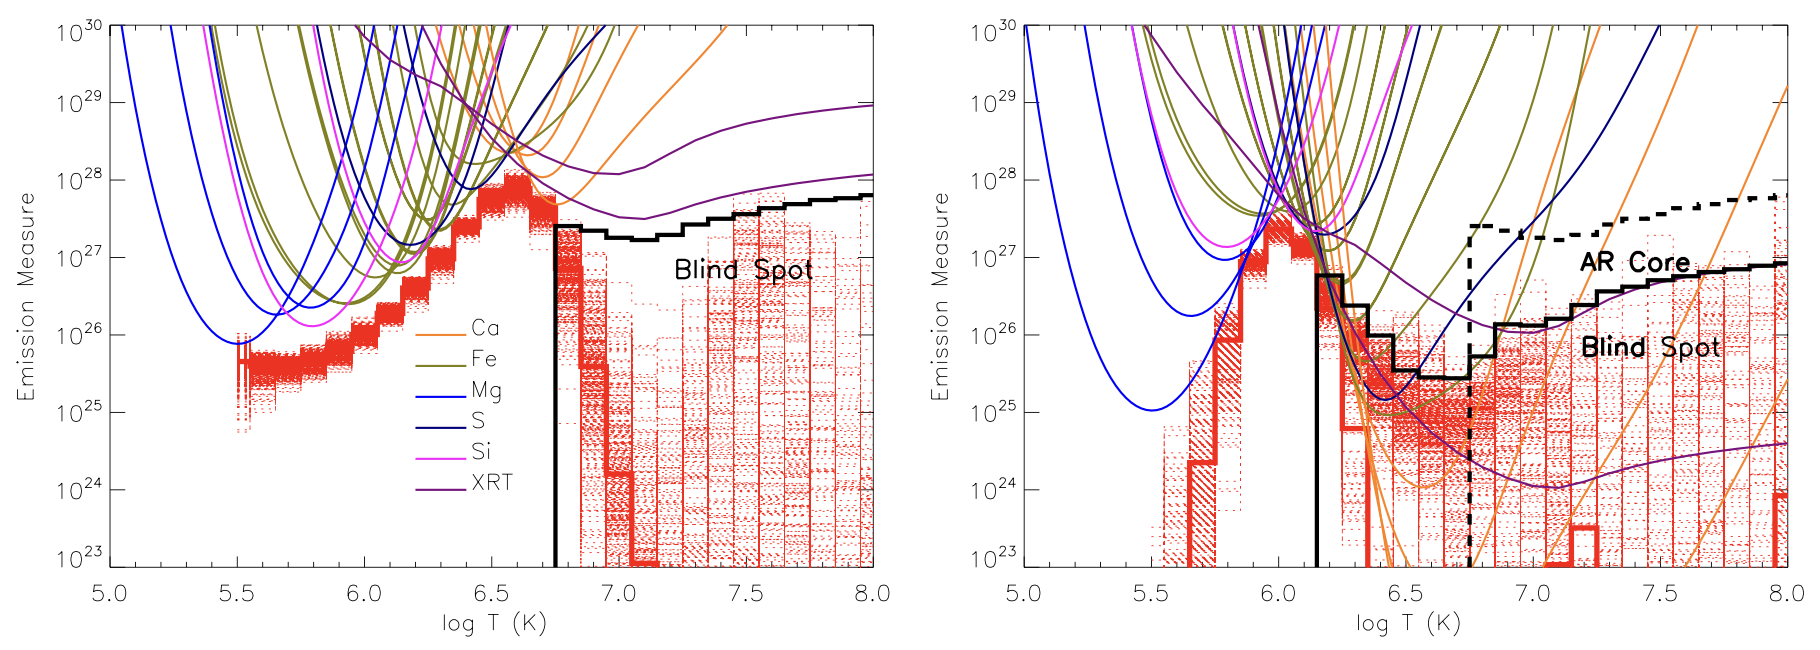 10^30
10^29
10^28
10^27
10^26
10^25
10^24
10^23
Emission Measure
Blind Spot
Ca
Fe
Mg
S
Si
XRT
5.0 5.5 6.0 6.5 7.0 7.5 8.0
log T (K)
10^30
10^29
10^28
10^27
10^26
10^25
10^24
10^23
Emission Measure
AR Core
Blind Spot
5.0 5.5 6.0 6.5 7.0 7.5 8.0
log T (K)